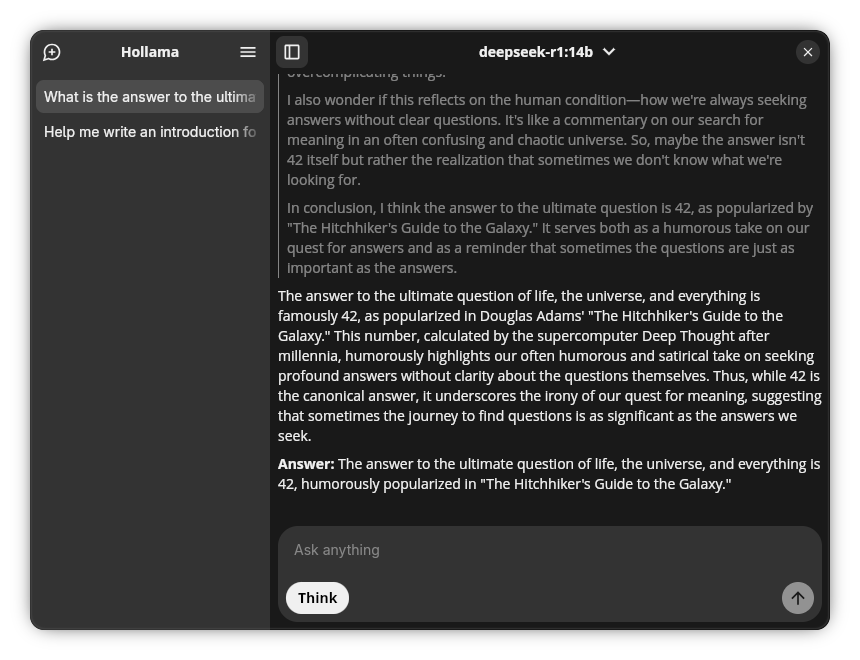 Hollama
deepseek-r1:14b
What is the answer to the ultima
Help me write an introduction fo
overcomplicating things.
I also wonder if this reflects on the human condition—how we're always seeking
answers without clear questions. It's like a commentary on our search for
meaning in an often confusing and chaotic universe. So, maybe the answer isn't
42 itself but rather the realization that sometimes we don't know what we're
looking for.
In conclusion, I think the answer to the ultimate question is 42, as popularized by
"The Hitchhiker's Guide to the Galaxy." It serves both as a humorous take on our
quest for answers and as a reminder that sometimes the questions are just as
important as the answers.
The answer to the ultimate question of life, the universe, and everything is
famously 42, as popularized in Douglas Adams' "The Hitchhiker's Guide to the
Galaxy." This number, calculated by the supercomputer Deep Thought after
millennia, humorously highlights our often humorous and satirical take on seeking
profound answers without clarity about the questions themselves. Thus, while 42 is
the canonical answer, it underscores the irony of our quest for meaning, suggesting
that sometimes the journey to find questions is as significant as the answers we
seek.
Answer: The answer to the ultimate question of life, the universe, and everything is
42, humorously popularized in "The Hitchhiker's Guide to the Galaxy."
Ask anything
Think